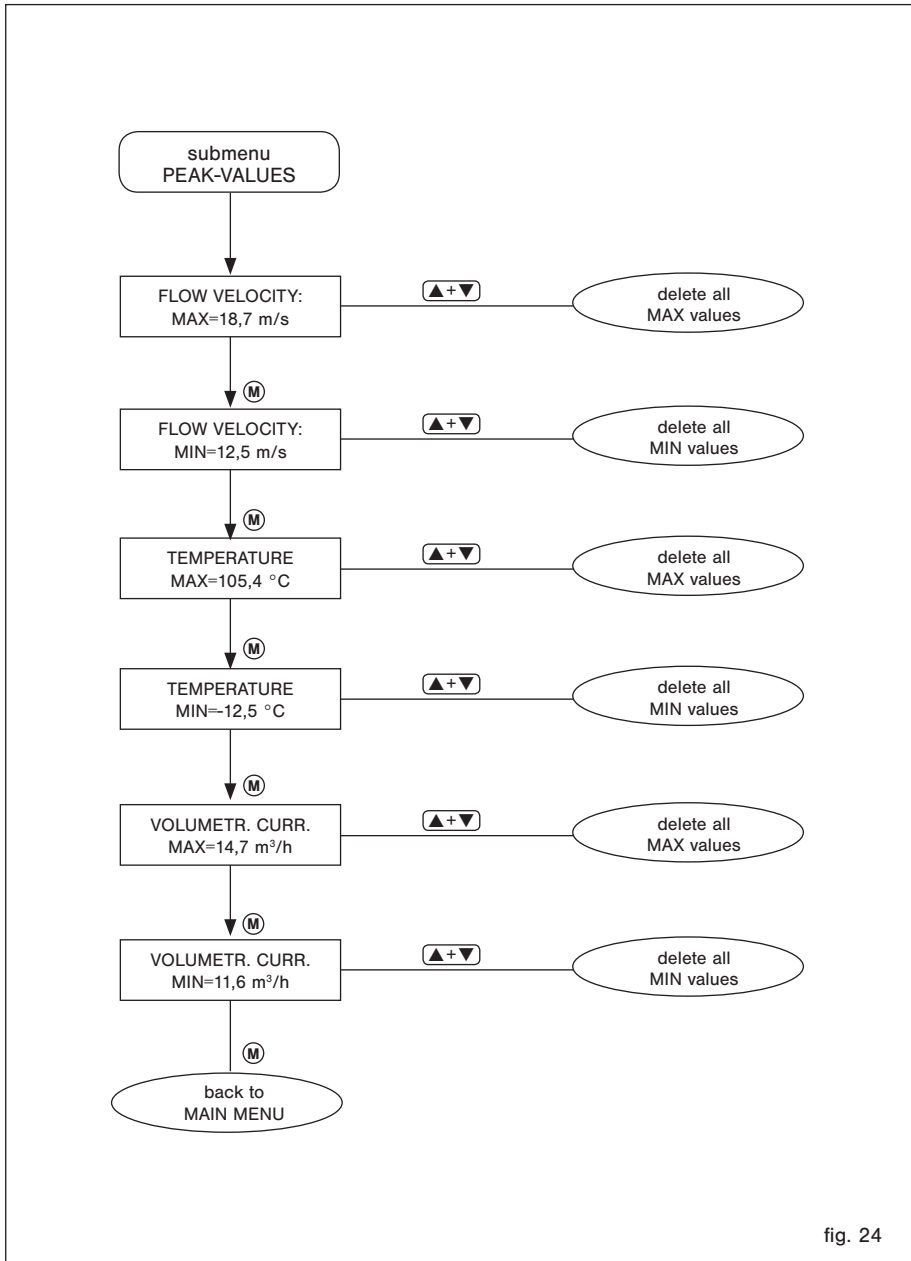 submenu
PEAK-VALUES
FLOW VELOCITY:
MAX=18,7 m/s
▲+▼
delete all
MAX values
M
FLOW VELOCITY:
MIN=12,5 m/s
▲+▼
delete all
MIN values
M
TEMPERATURE
MAX=105,4 °C
▲+▼
delete all
MAX values
M
TEMPERATURE
MIN=-12,5 °C
▲+▼
delete all
MIN values
M
VOLUMETR. CURR.
MAX=14,7 m³/h
▲+▼
delete all
MAX values
M
VOLUMETR. CURR.
MIN=11,6 m³/h
▲+▼
delete all
MIN values
M
back to
MAIN MENU
fig. 24